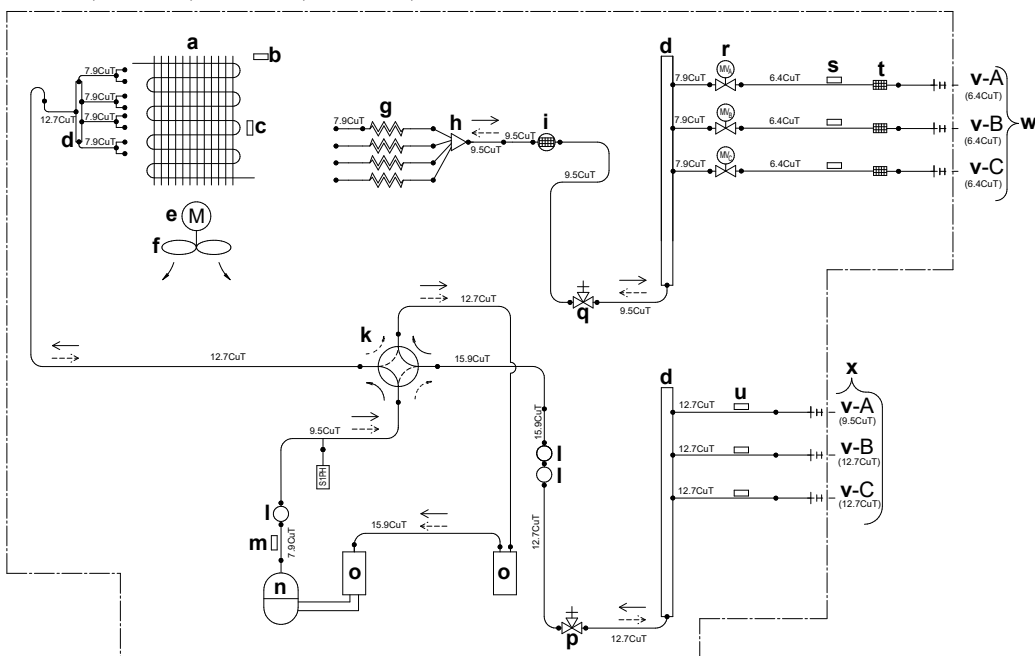 a
b
7.9CuT
7.9CuT
7.9CuT
7.9CuT
12.7CuT
d
c
e M
f
g
7.9CuT
h
9.5CuT
9.5CuT
i
9.5CuT
d
r
s
t
7.9CuT
MVA
6.4CuT
v-A
(6.4CuT)
7.9CuT
MVB
6.4CuT
v-B
(6.4CuT)
w
7.9CuT
MVC
6.4CuT
v-C
(6.4CuT)
q
9.5CuT
12.7CuT
k
12.7CuT
15.9CuT
9.5CuT
S1PH
15.9CuT
l
l
l
m
7.9CuT
15.9CuT
12.7CuT
n
o
o
p
12.7CuT
d
u
x
12.7CuT
v-A
(9.5CuT)
12.7CuT
v-B
(12.7CuT)
12.7CuT
v-C
(12.7CuT)